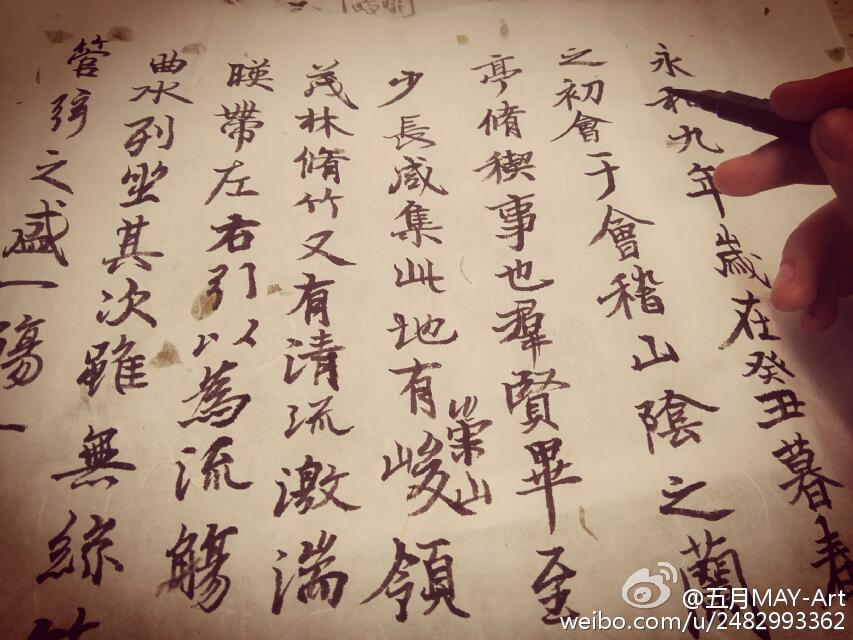 永和九年歲在癸丑暮春
之初會于會稽山陰之蘭
亭脩稧事也羣賢畢至
少長咸集此地有崇山峻領
茂林脩竹又有清流激湍
暎帶左右引以為流觴
曲水列坐其次雖無絲竹
管弦之盛一觴一
@五月MAY-Art
weibo.com/u/2482993362